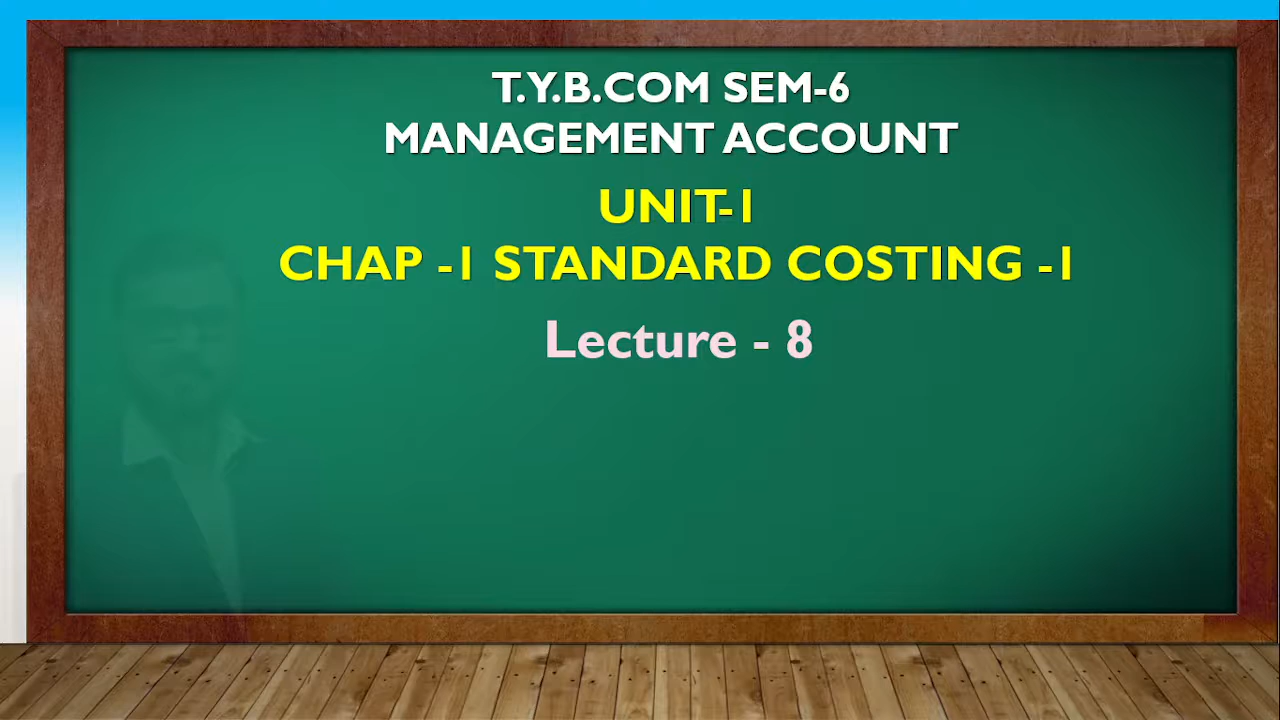 T.Y.B.COM SEM-6
MANAGEMENT ACCOUNT
UNIT-1
CHAP -1 STANDARD COSTING -1
Lecture - 8